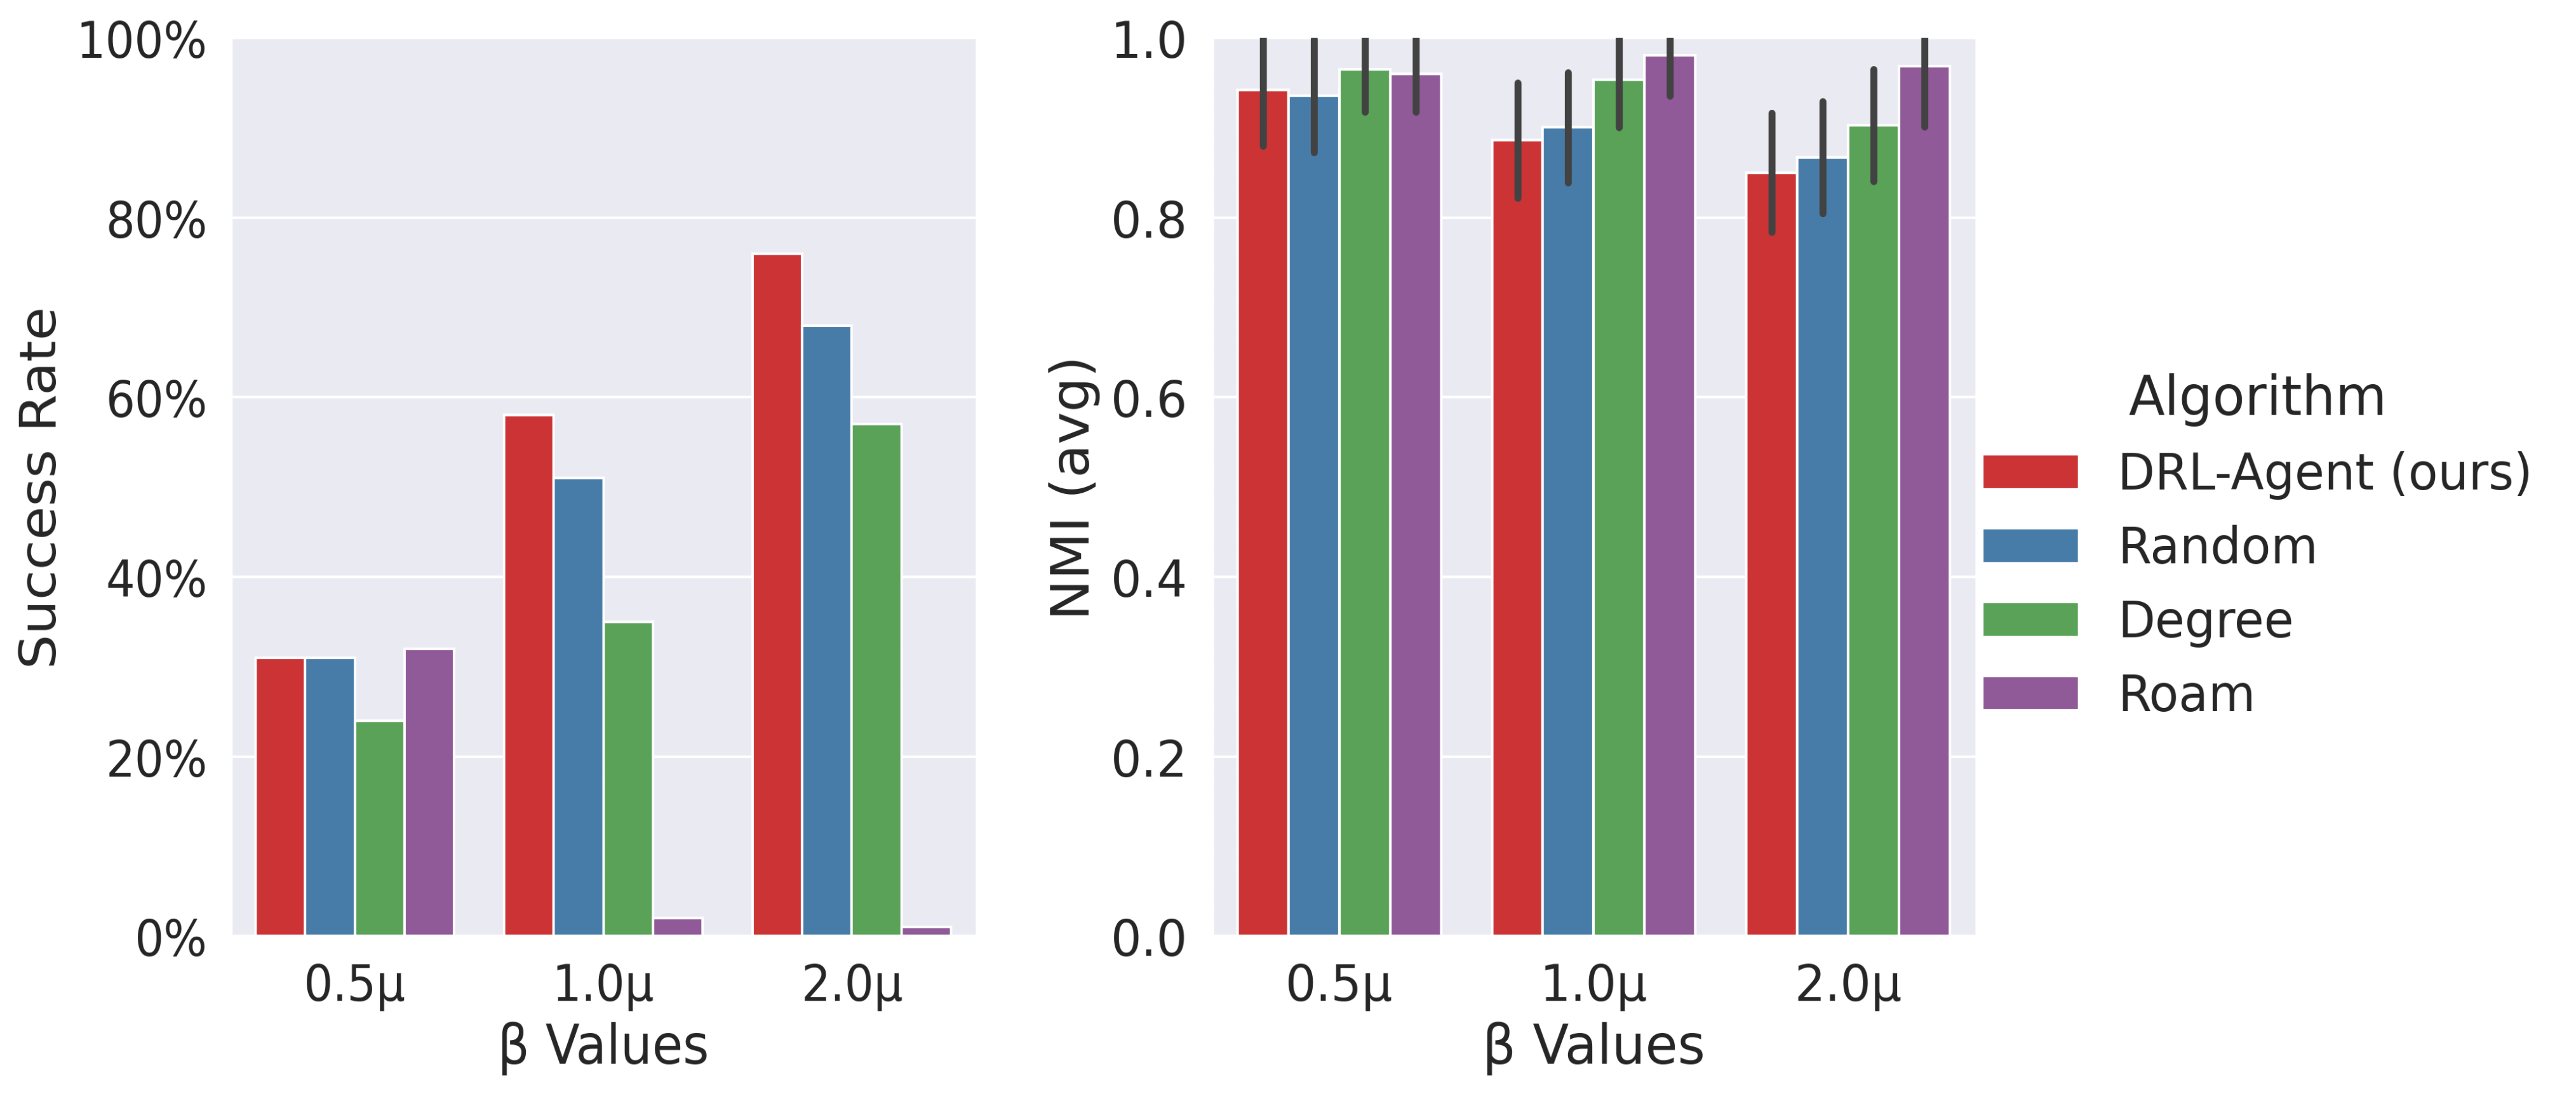 100%
80%
60%
40%
20%
0%
Success Rate
0.5µ
1.0µ
2.0µ
β Values
1.0
0.8
0.6
0.4
0.2
0.0
NMI (avg)
0.5µ
1.0µ
2.0µ
β Values
Algorithm
DRL-Agent (ours)
Random
Degree
Roam